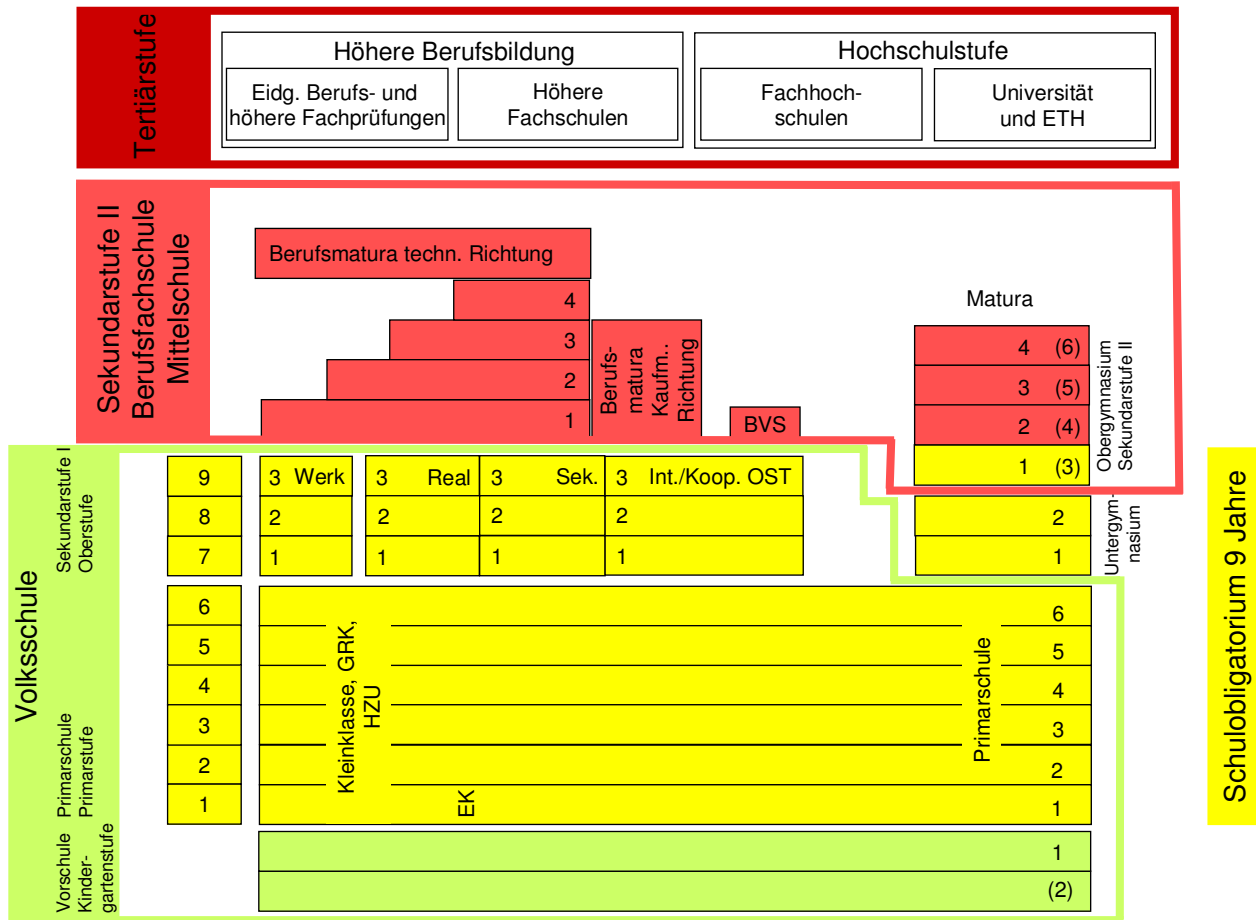 Tertiärstufe
Höhere Berufsbildung
Eidg. Berufs- und
höhere Fachprüfungen
Höhere
Fachschulen
Hochschulstufe
Fachhoch-
schulen
Universität
und ETH
Sekundarstufe II
Berufsfachschule
Mittelschule
Berufsmatura techn. Richtung
4
3
2
1
Berufs-
matura
Kaufm..
Richtung
BVS
Matura
4 (6)
3 (5)
2 (4)
1 (3)
Obergymnasium
Sekundarstufe II
2
1
Untergym-
nasium
Volksschule
Sekundarstufe I
Oberstufe
9
8
7
3 Werk
2
1
3 Real
2
1
3 Sek.
2
1
3 Int./Koop. OST
2
1
Primarschule
Primarstufe
6
5
4
3
2
1
Kleinklasse, GRK,
HZU
EK
Primarschule
6
5
4
3
2
1
Vorschule
Kinder-
gartenstufe
1
(2)
Schulobligatorium 9 Jahre